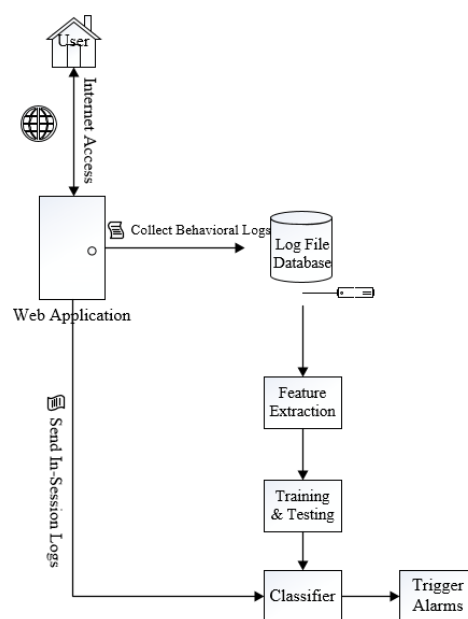 User
Internet Access
Collect Behavioral Logs
Log File
Database
Web Application
Feature
Extraction
Send In-Session Logs
Training
& Testing
Classifier
Trigger
Alarms